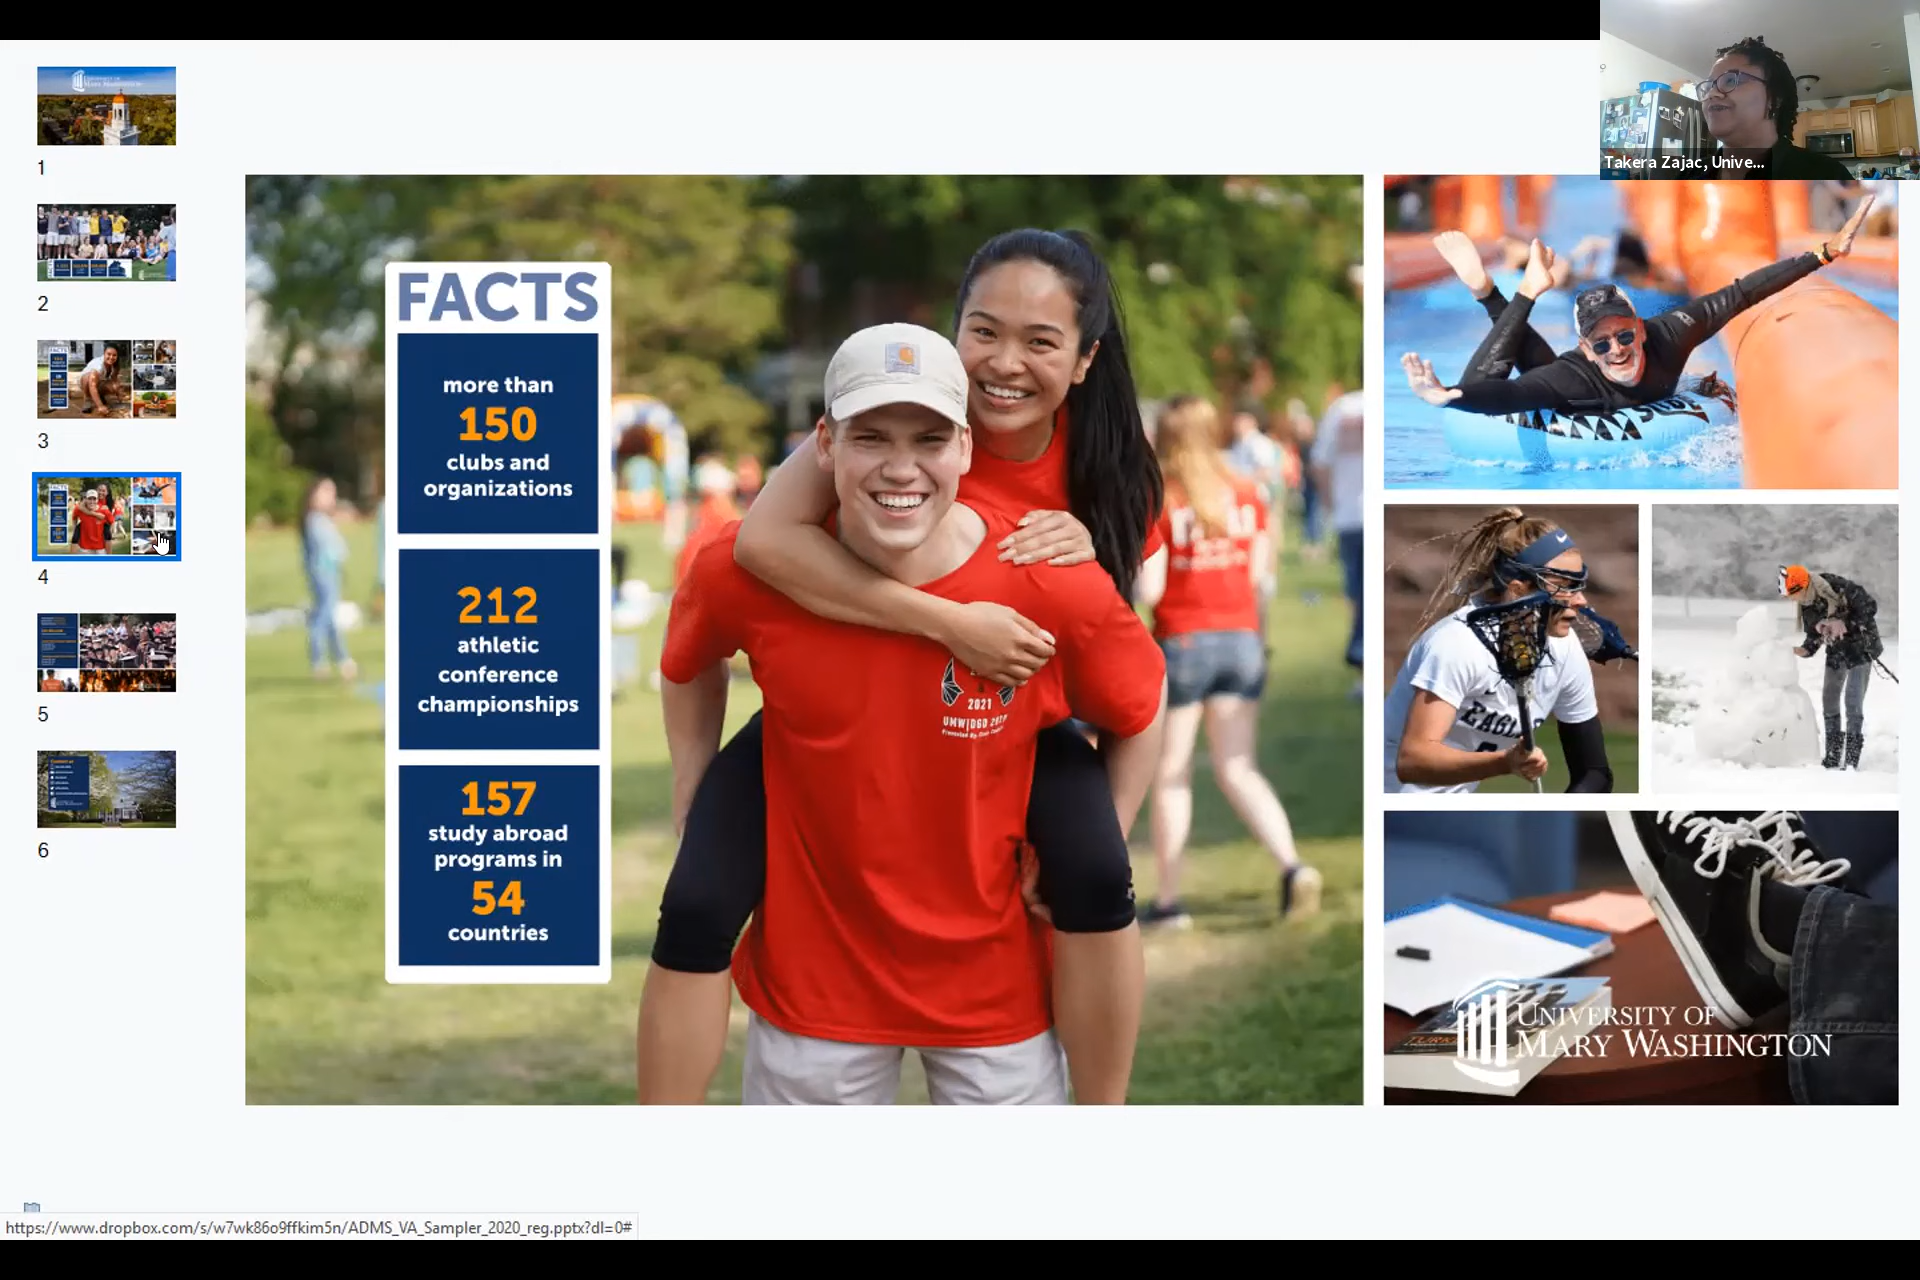 Takera Zajac, Unive...
1
2
3
4
5
6
FACTS
more than
150
clubs and
organizations
212
athletic
conference
championships
157
study abroad
programs in
54
countries
2021
EAGLES
UNIVERSITY OF
MARY WASHINGTON
https://www.dropbox.com/s/w7wk86o9ffkim5n/ADMS_VA_Sampler_2020_reg.pptx?dl=0#